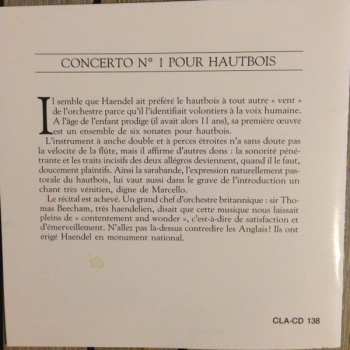 CONCERTO N° 1 POUR HAUTBOIS
Il semble que Haendel ait préféré le hautbois à tout autre « vent »
de l'orchestre parce qu'il l'identifiait volontiers à la voix humaine.
A l'âge de l'enfant prodige (il avait alors 11 ans), sa première œuvre
est un ensemble de six sonates pour hautbois.
L'instrument à anche double et à perces étroites n'a sans doute pas
la vélocité de la flûte, mais il affirme d'autres dons : la sonorité péné-
trante et les traits incisifs des deux allégros deviennent, quand il le faut,
doucement plaintifs. Ainsi la sarabande, l'expression naturellement pas-
torale du hautbois, lui vaut aussi dans le grave de l'introduction un
chant très vénitien, digne de Marcello.
Le récital est achevé. Un grand chef d'orchestre britannique : sir Tho-
mas Beecham, très haendelien, disait que cette musique nous laissait
pleins de « contentement and wonder », c'est-à-dire de satisfaction et
d'émerveillement. N'allez pas là-dessus contredire les Anglais ! Ils ont
érigé Haendel en monument national.
CLA-CD 138